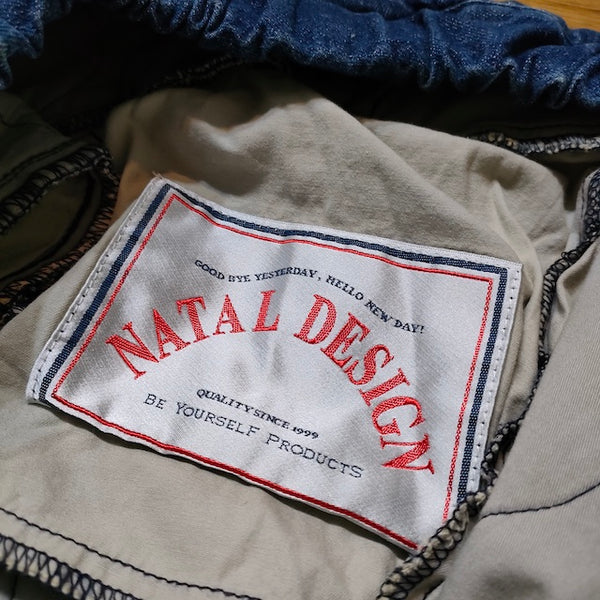 GOOD BYE YESTERDAY, HELLO NEW DAY!
NATAL DESIGN
QUALITY SINCE 1999
BE YOURSELF PRODUCTS